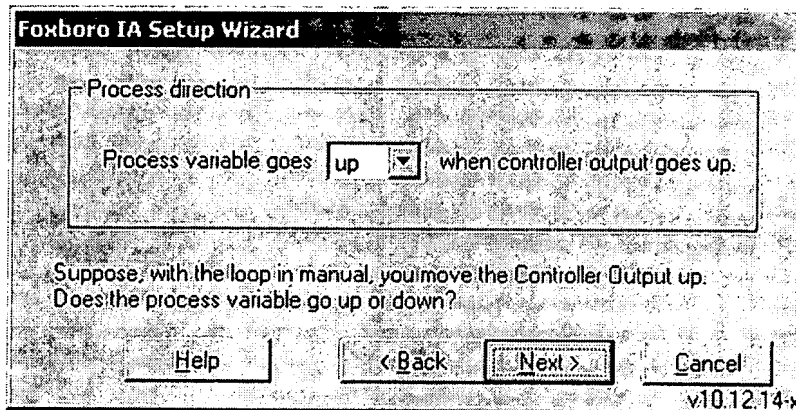 Foxboro IA Setup Wizard
Process direction
Process variable goes up when controller output goes up.
Suppose, with the loop in manual, you move the Controller Output up.
Does the process variable go up or down?
Help < Back Next > Cancel
v10.12.14-x